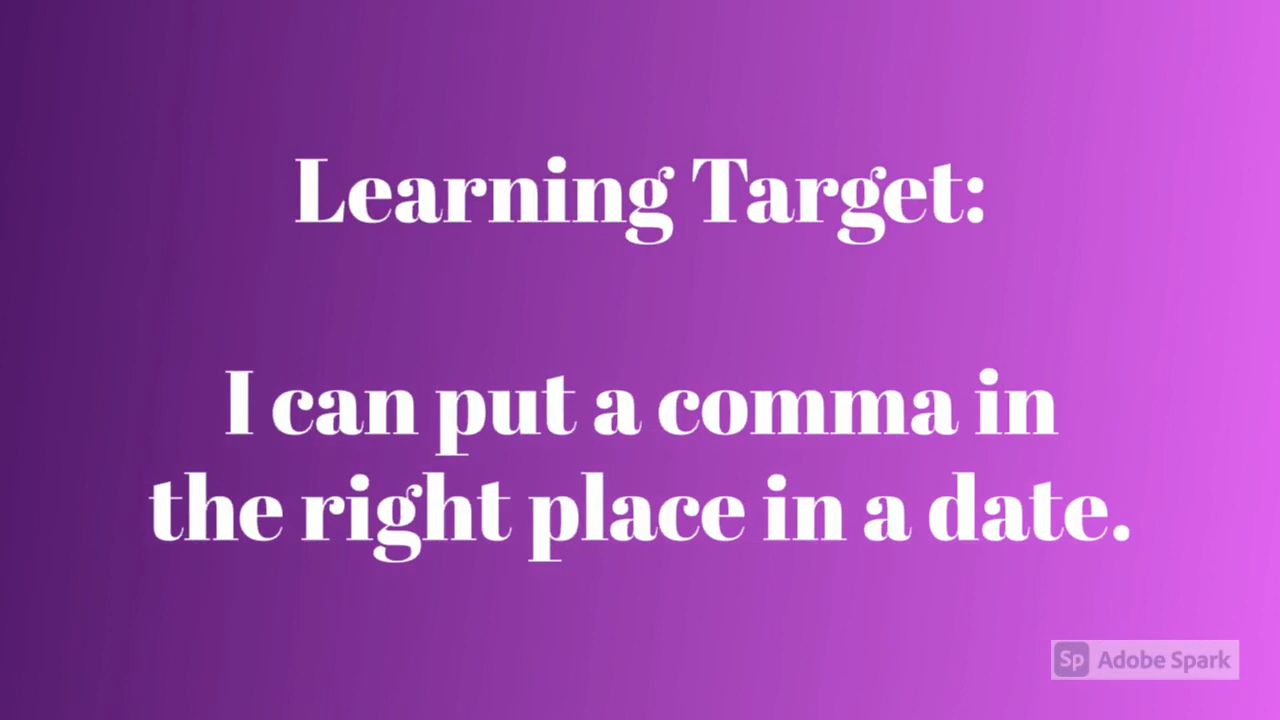 Learning Target:
I can put a comma in
the right place in a date.
Sp Adobe Spark